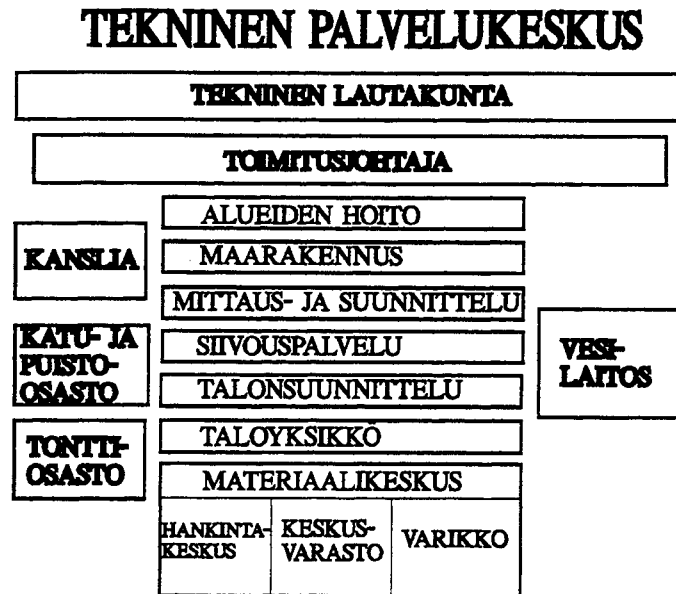 TEKNINEN PALVELUKESKUS
TEKNINEN LAUTAKUNTA
TOIMITUSJOHTAJA
KANSLIA
KATU- JA
PUISTO-
OSASTO
TONTTI-
OSASTO
ALUEIDEN HOITO
MAARAKENNUS
MITTAUS- JA SUUNNITTELU
SIIVOUSPALVELU
TALONSUUNNITTELU
TALOYKSIKKÖ
MATERIAALIKESKUS
HANKINTA-
KESKUS
KESKUS-
VARASTO
VARIKKO
VESI-
LAITOS